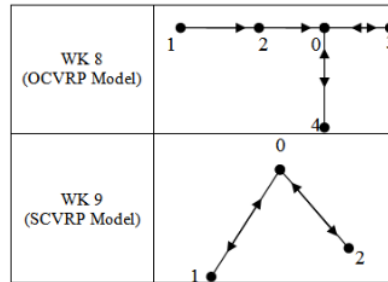 WK 8
(OCVRP Model)
1 2 0
4
WK 9
(SCVRP Model)
0
1
2